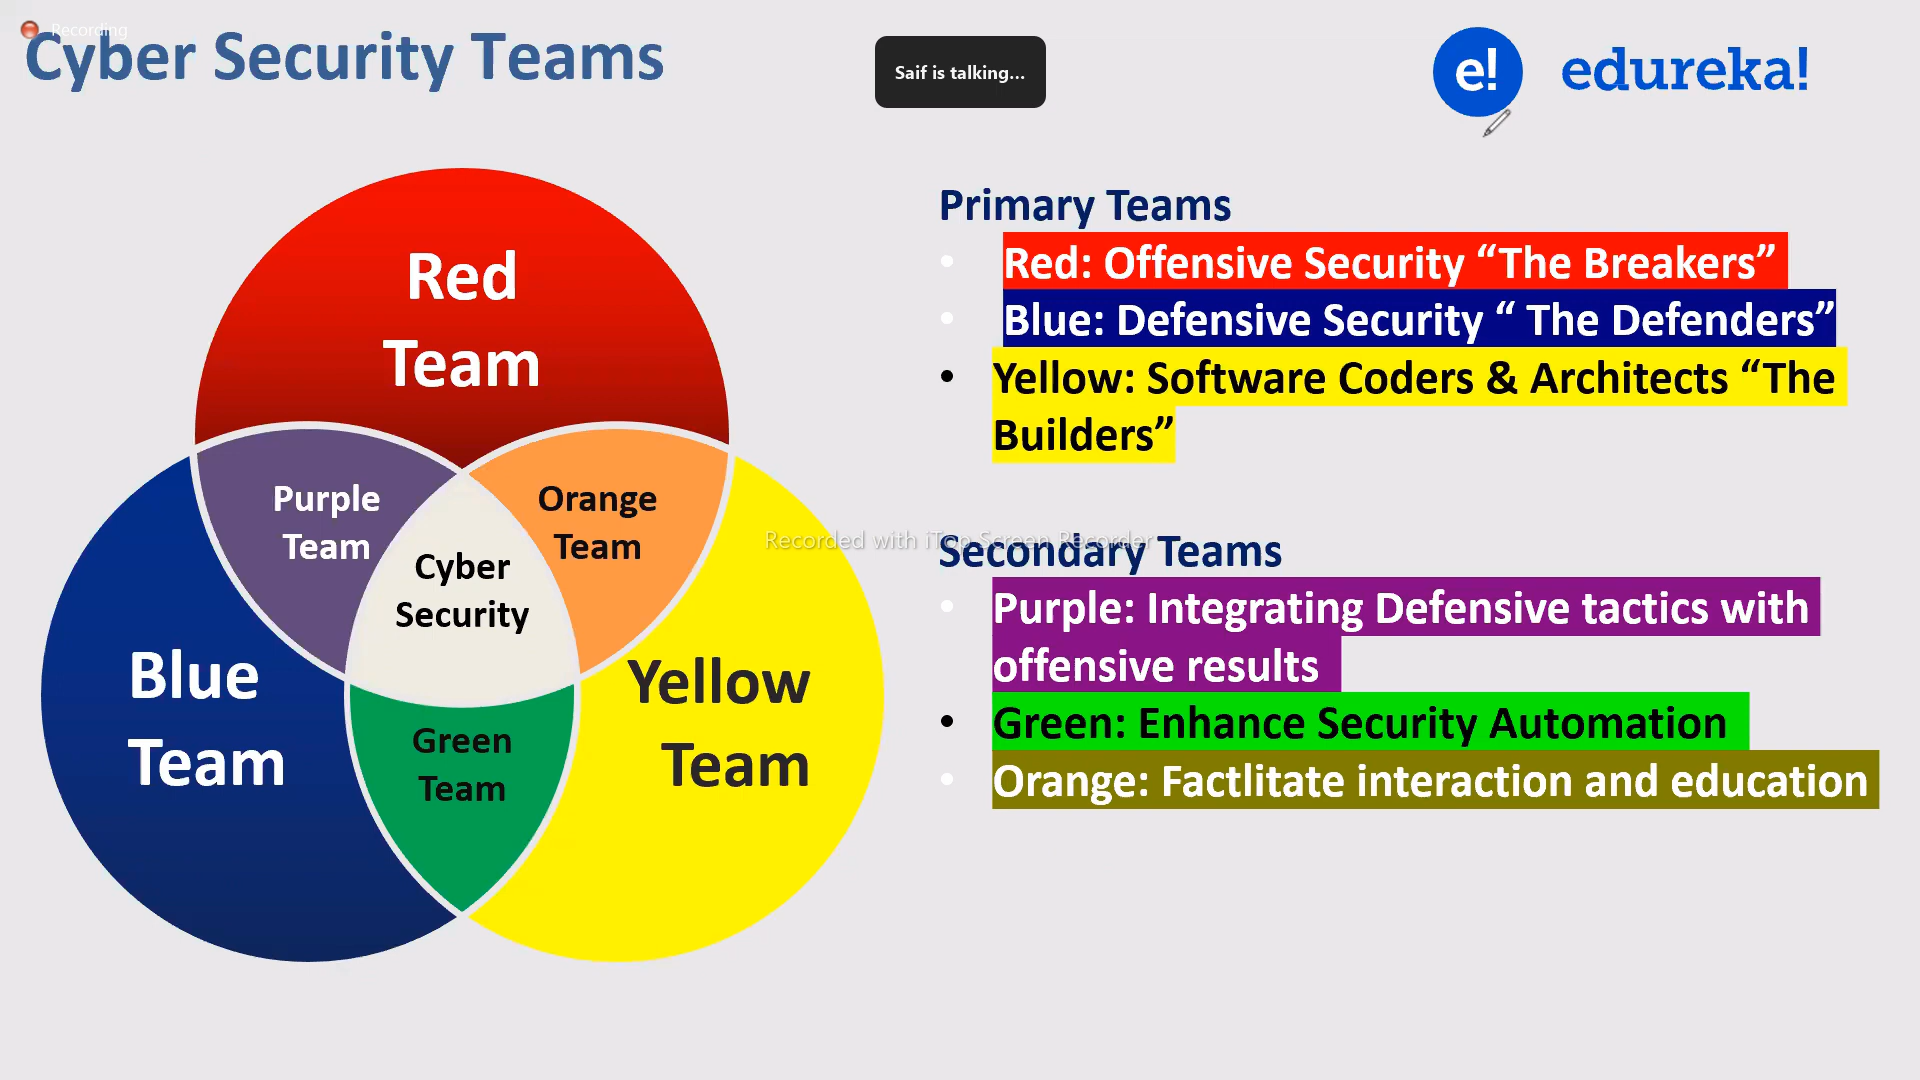 Recording
Cyber Security Teams
Saif is talking...
e!
edureka!
Red
Team
Purple
Team
Orange
Team
Cyber
Security
Blue
Team
Yellow
Team
Green
Team
Primary Teams
• Red: Offensive Security “The Breakers”
• Blue: Defensive Security “ The Defenders”
• Yellow: Software Coders & Architects “The
Builders”
Recorded with iTop Screen Recorder
Secondary Teams
• Purple: Integrating Defensive tactics with
offensive results
• Green: Enhance Security Automation
• Orange: Factlitate interaction and education